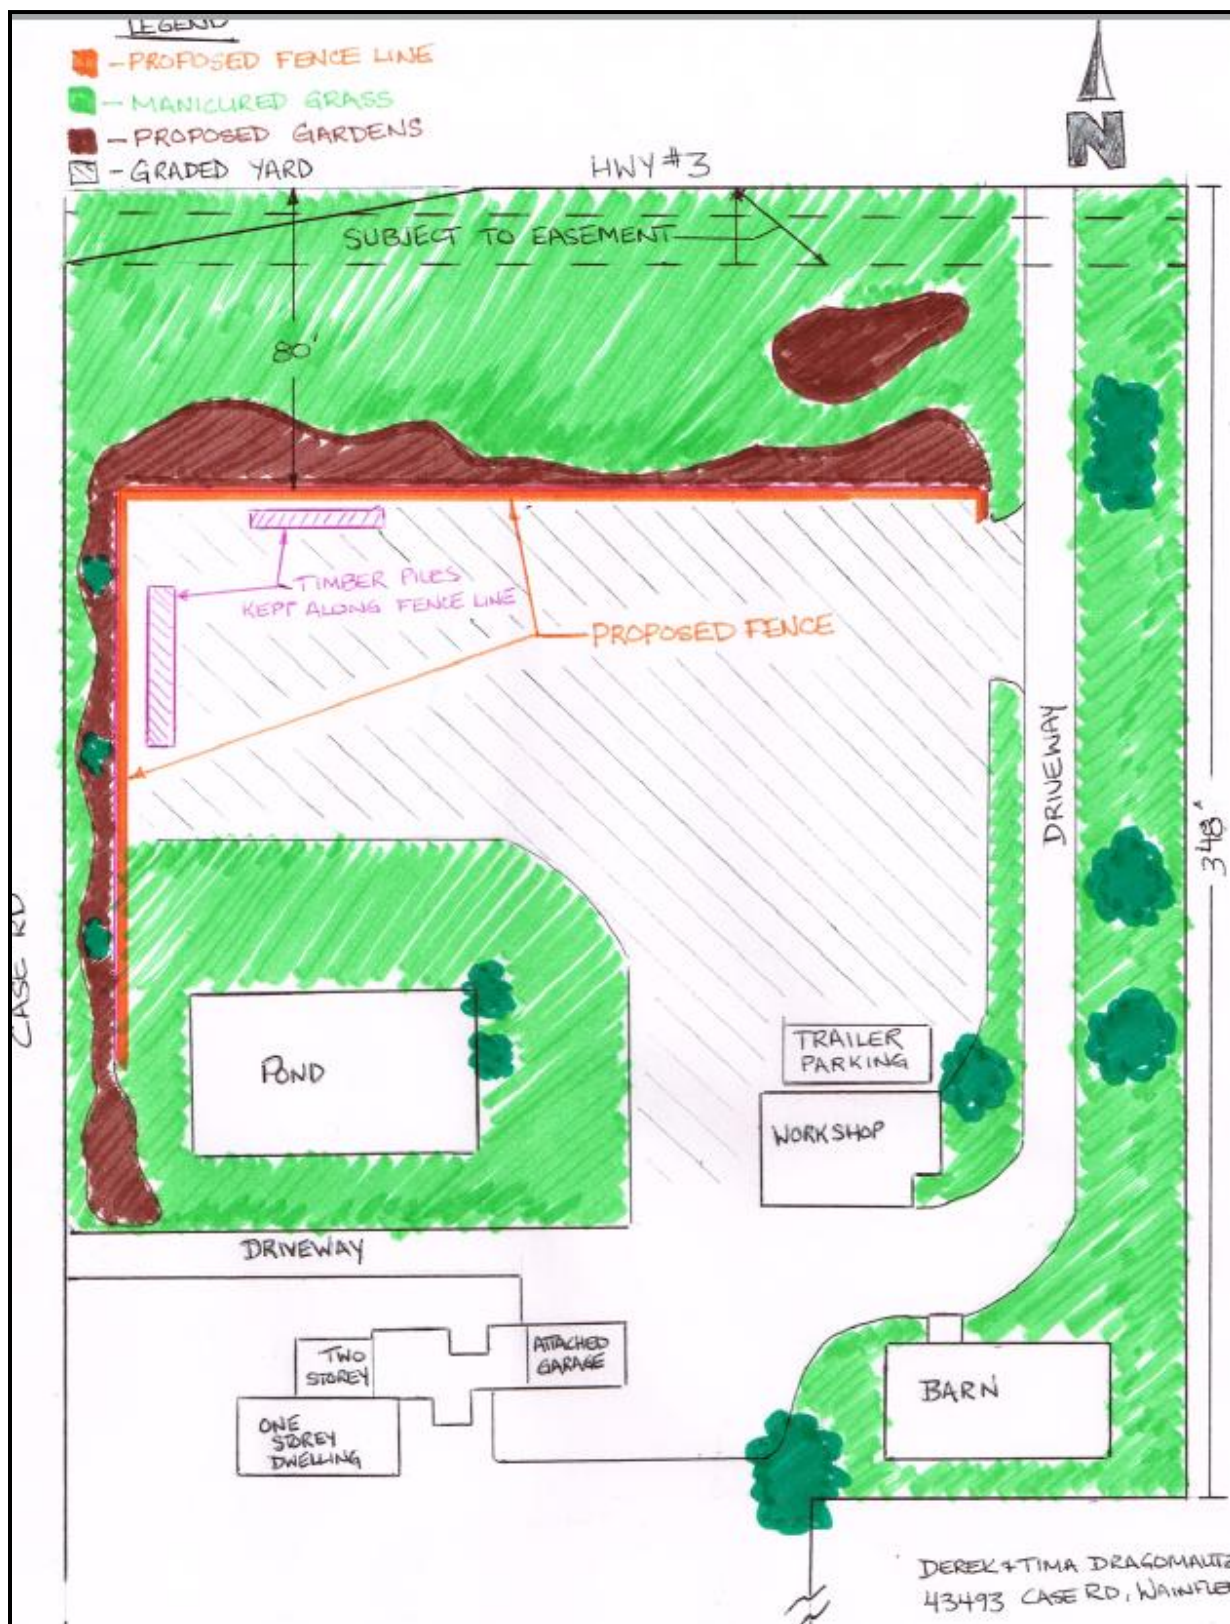 LEGEND
- PROPOSED FENCE LINE
- MANICURED GRASS
- PROPOSED GARDENS
- GRADED YARD
N
HWY #3
SUBJECT TO EASEMENT
80'
TIMBER PILES
KEPT ALONG FENCE LINE
PROPOSED FENCE
DRIVEWAY
348'
CASE RD
POND
TRAILER
PARKING
WORKSHOP
DRIVEWAY
TWO
STOREY
ATTACHED
GARAGE
ONE
STOREY
DWELLING
BARN
DEREK & TIMA
43493 CASE RD,